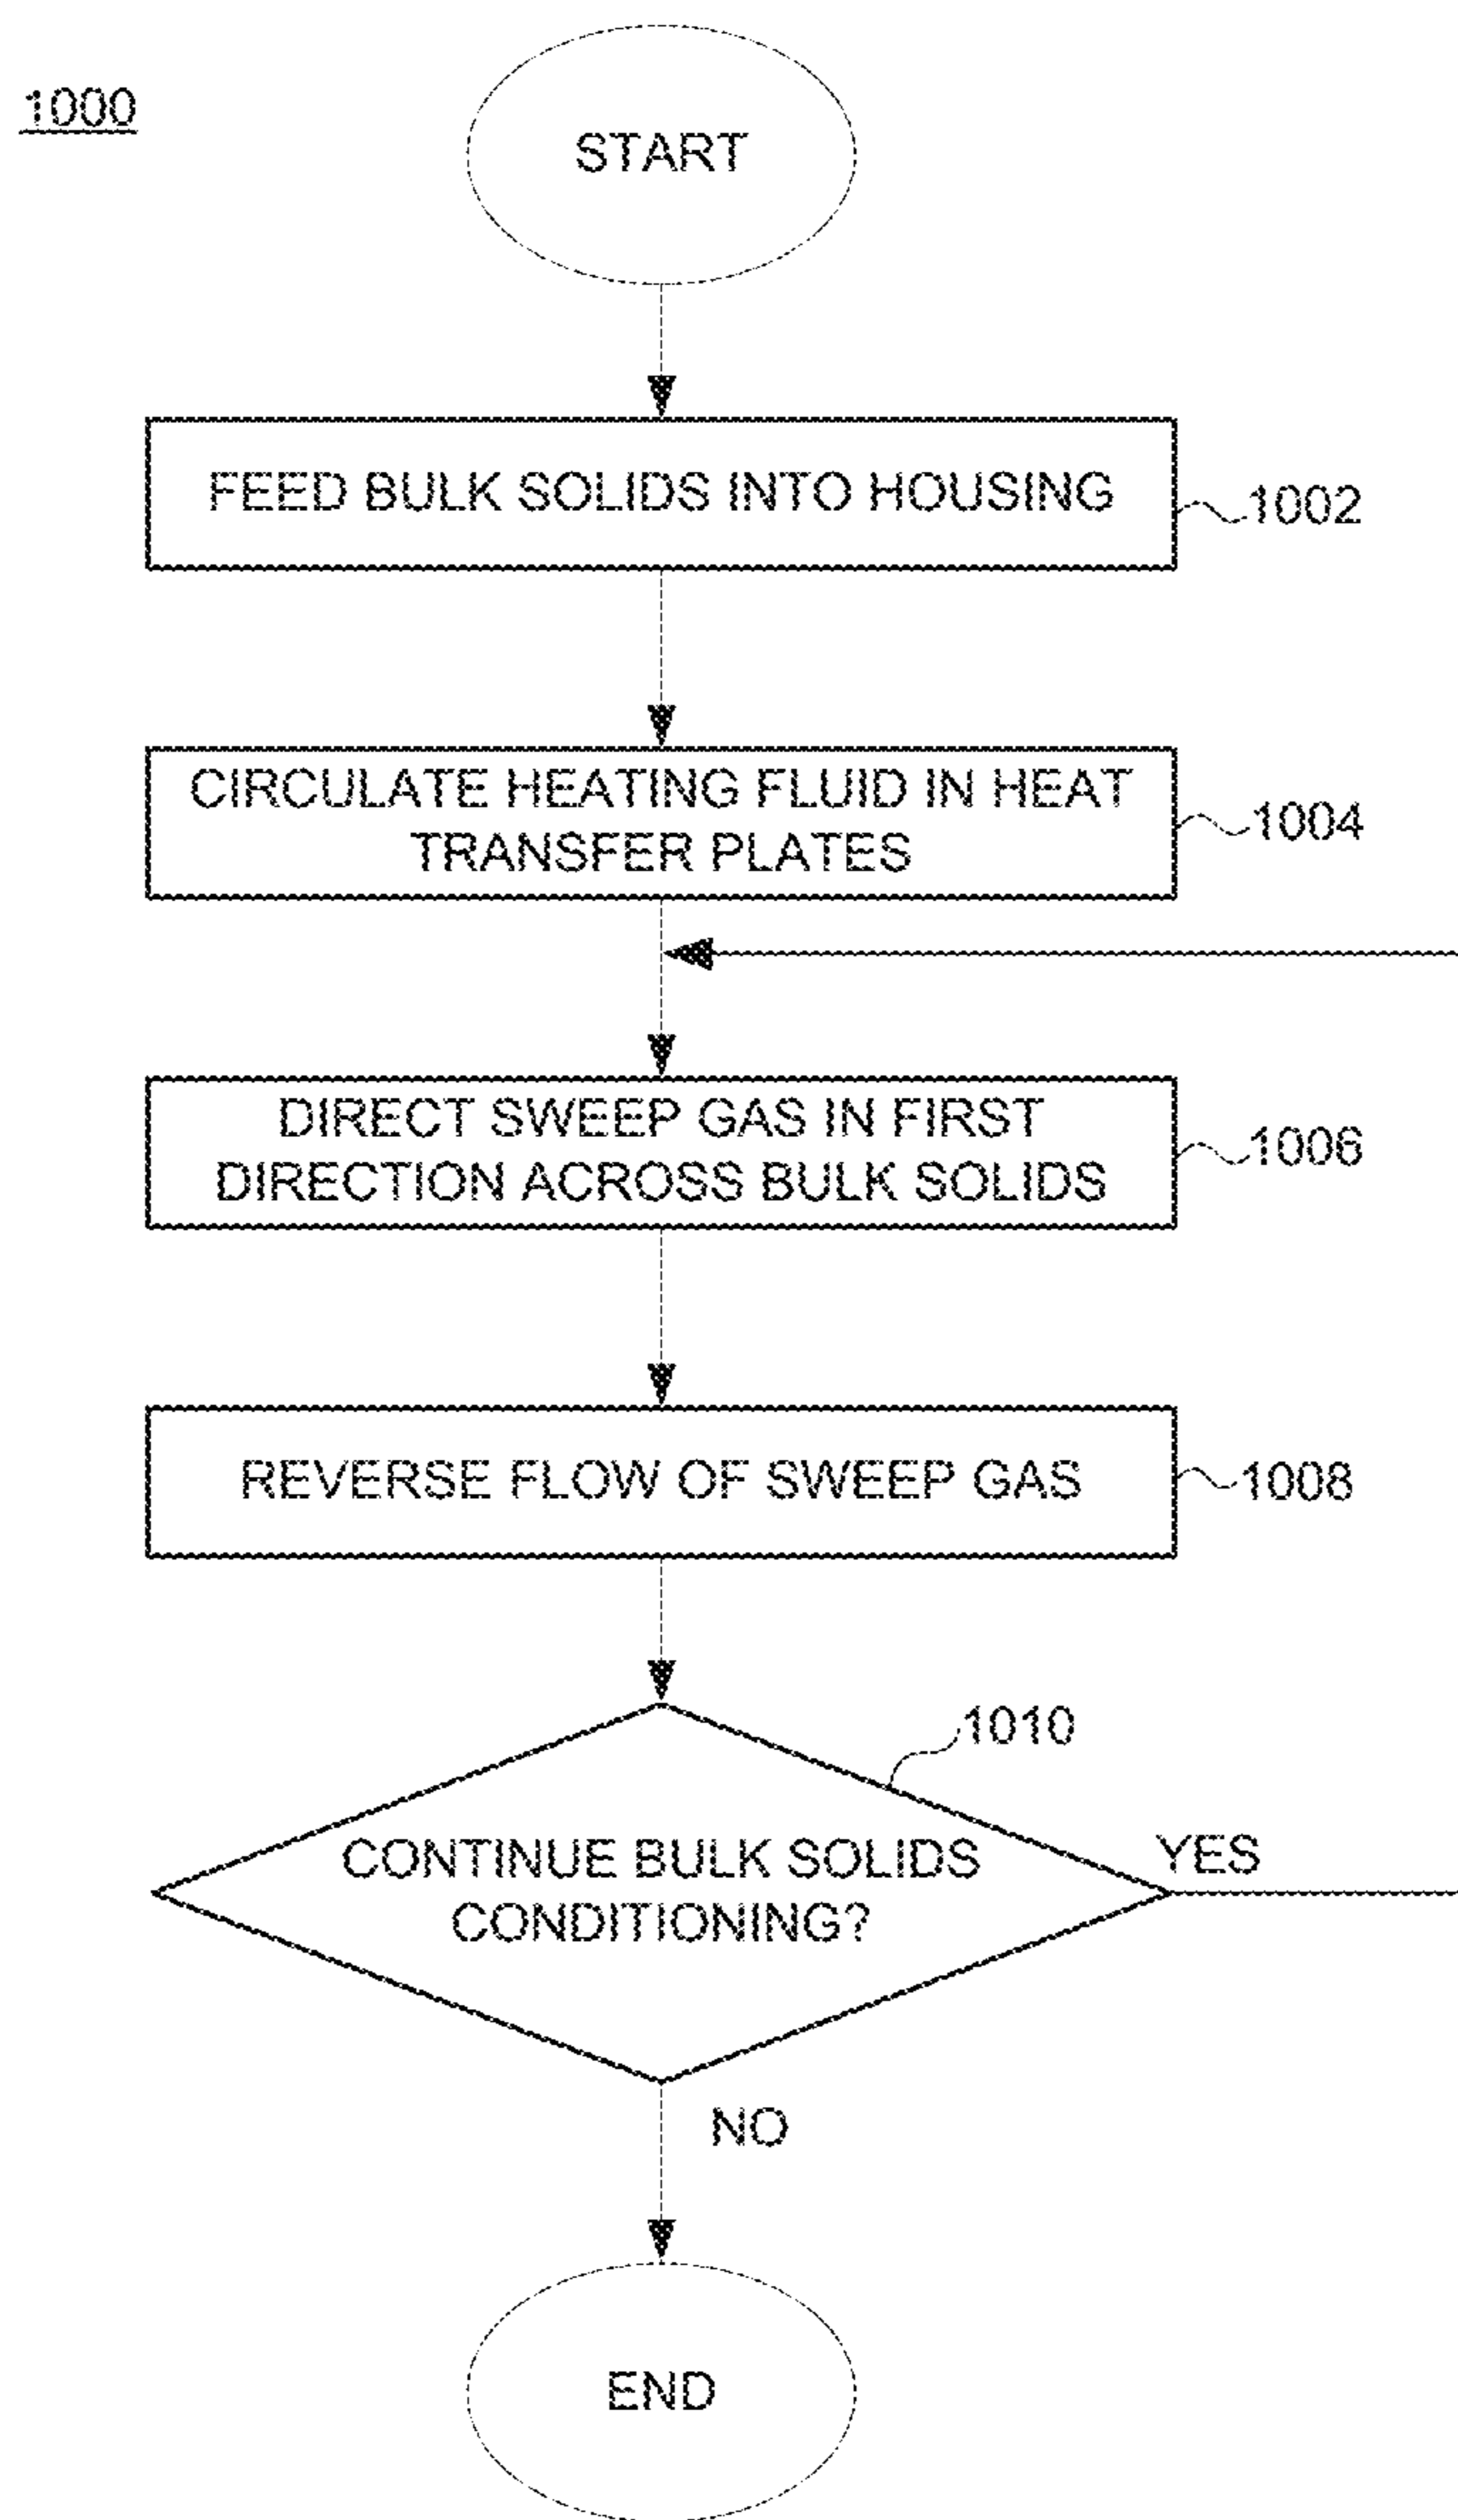 1000
START
FEED BULK SOLIDS INTO HOUSING
1002
CIRCULATE HEATING FLUID IN HEAT
TRANSFER PLATES
1004
DIRECT SWEEP GAS IN FIRST
DIRECTION ACROSS BULK SOLIDS
1006
REVERSE FLOW OF SWEEP GAS
1008
1010
CONTINUE BULK SOLIDS
CONDITIONING?
YES
NO
END